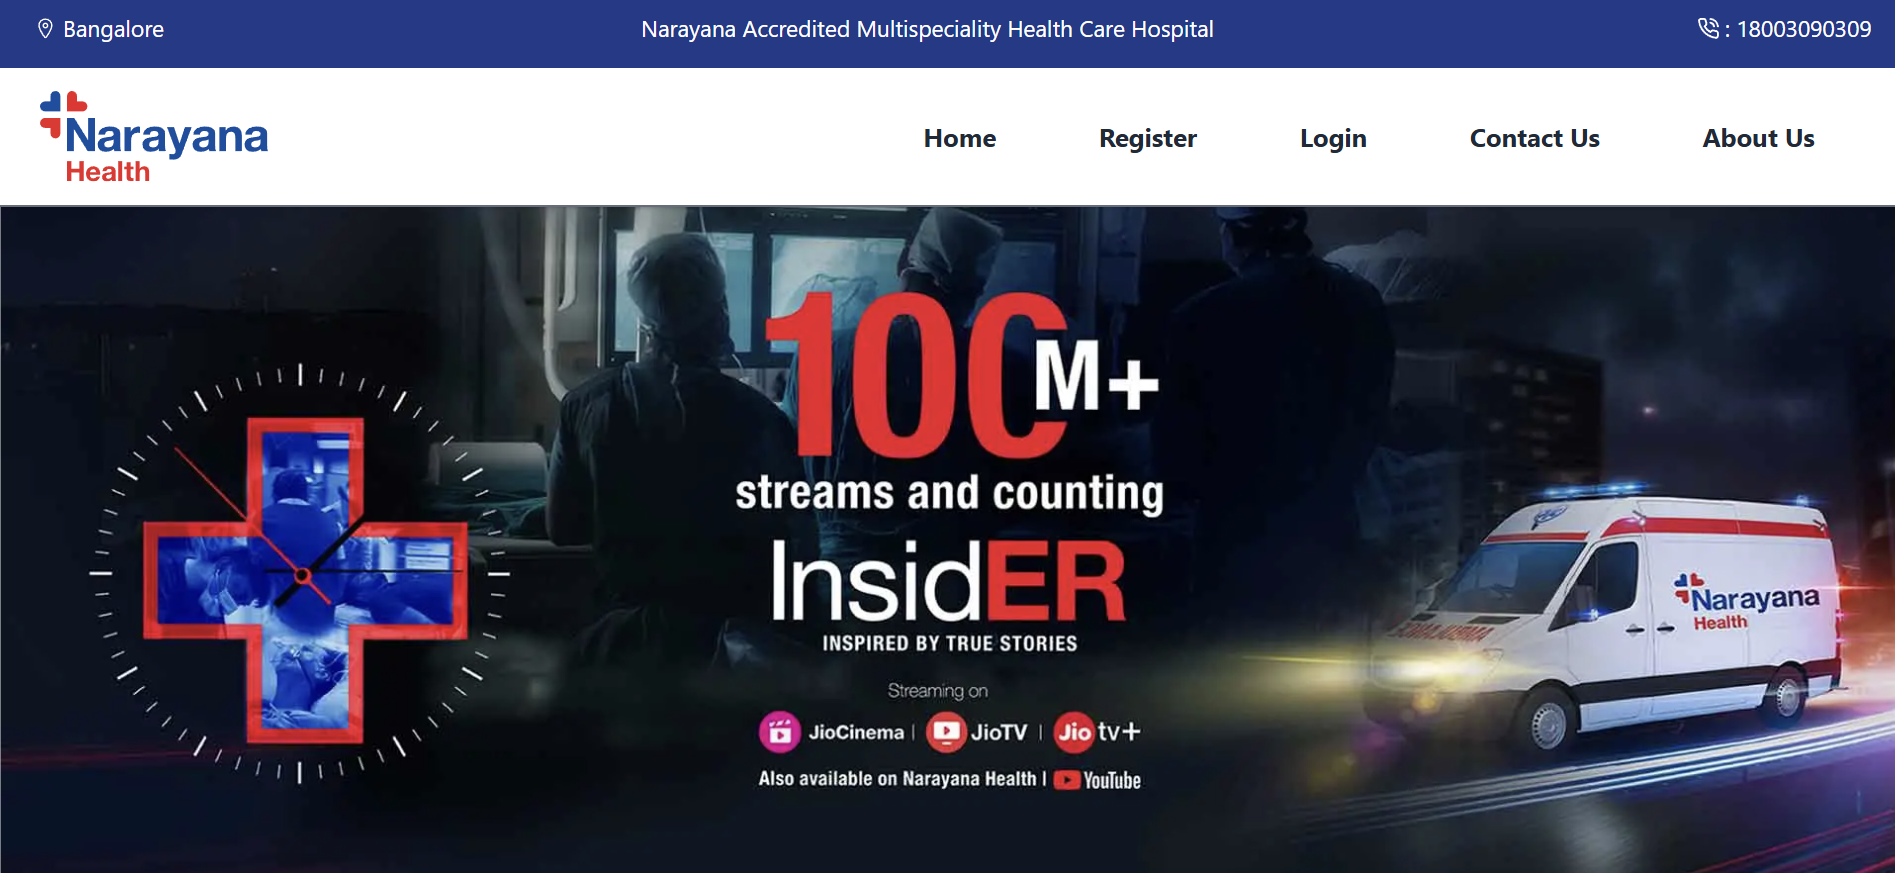 Bangalore
Narayana Accredited Multispeciality Health Care Hospital
: 18003090309
Narayana
Health
Home
Register
Login
Contact Us
About Us
100M+
streams and counting
InsidER
INSPIRED BY TRUE STORIES
Streaming on
JioCinema | JioTV | Jio tv+
Also available on Narayana Health | YouTube
Narayana
Health